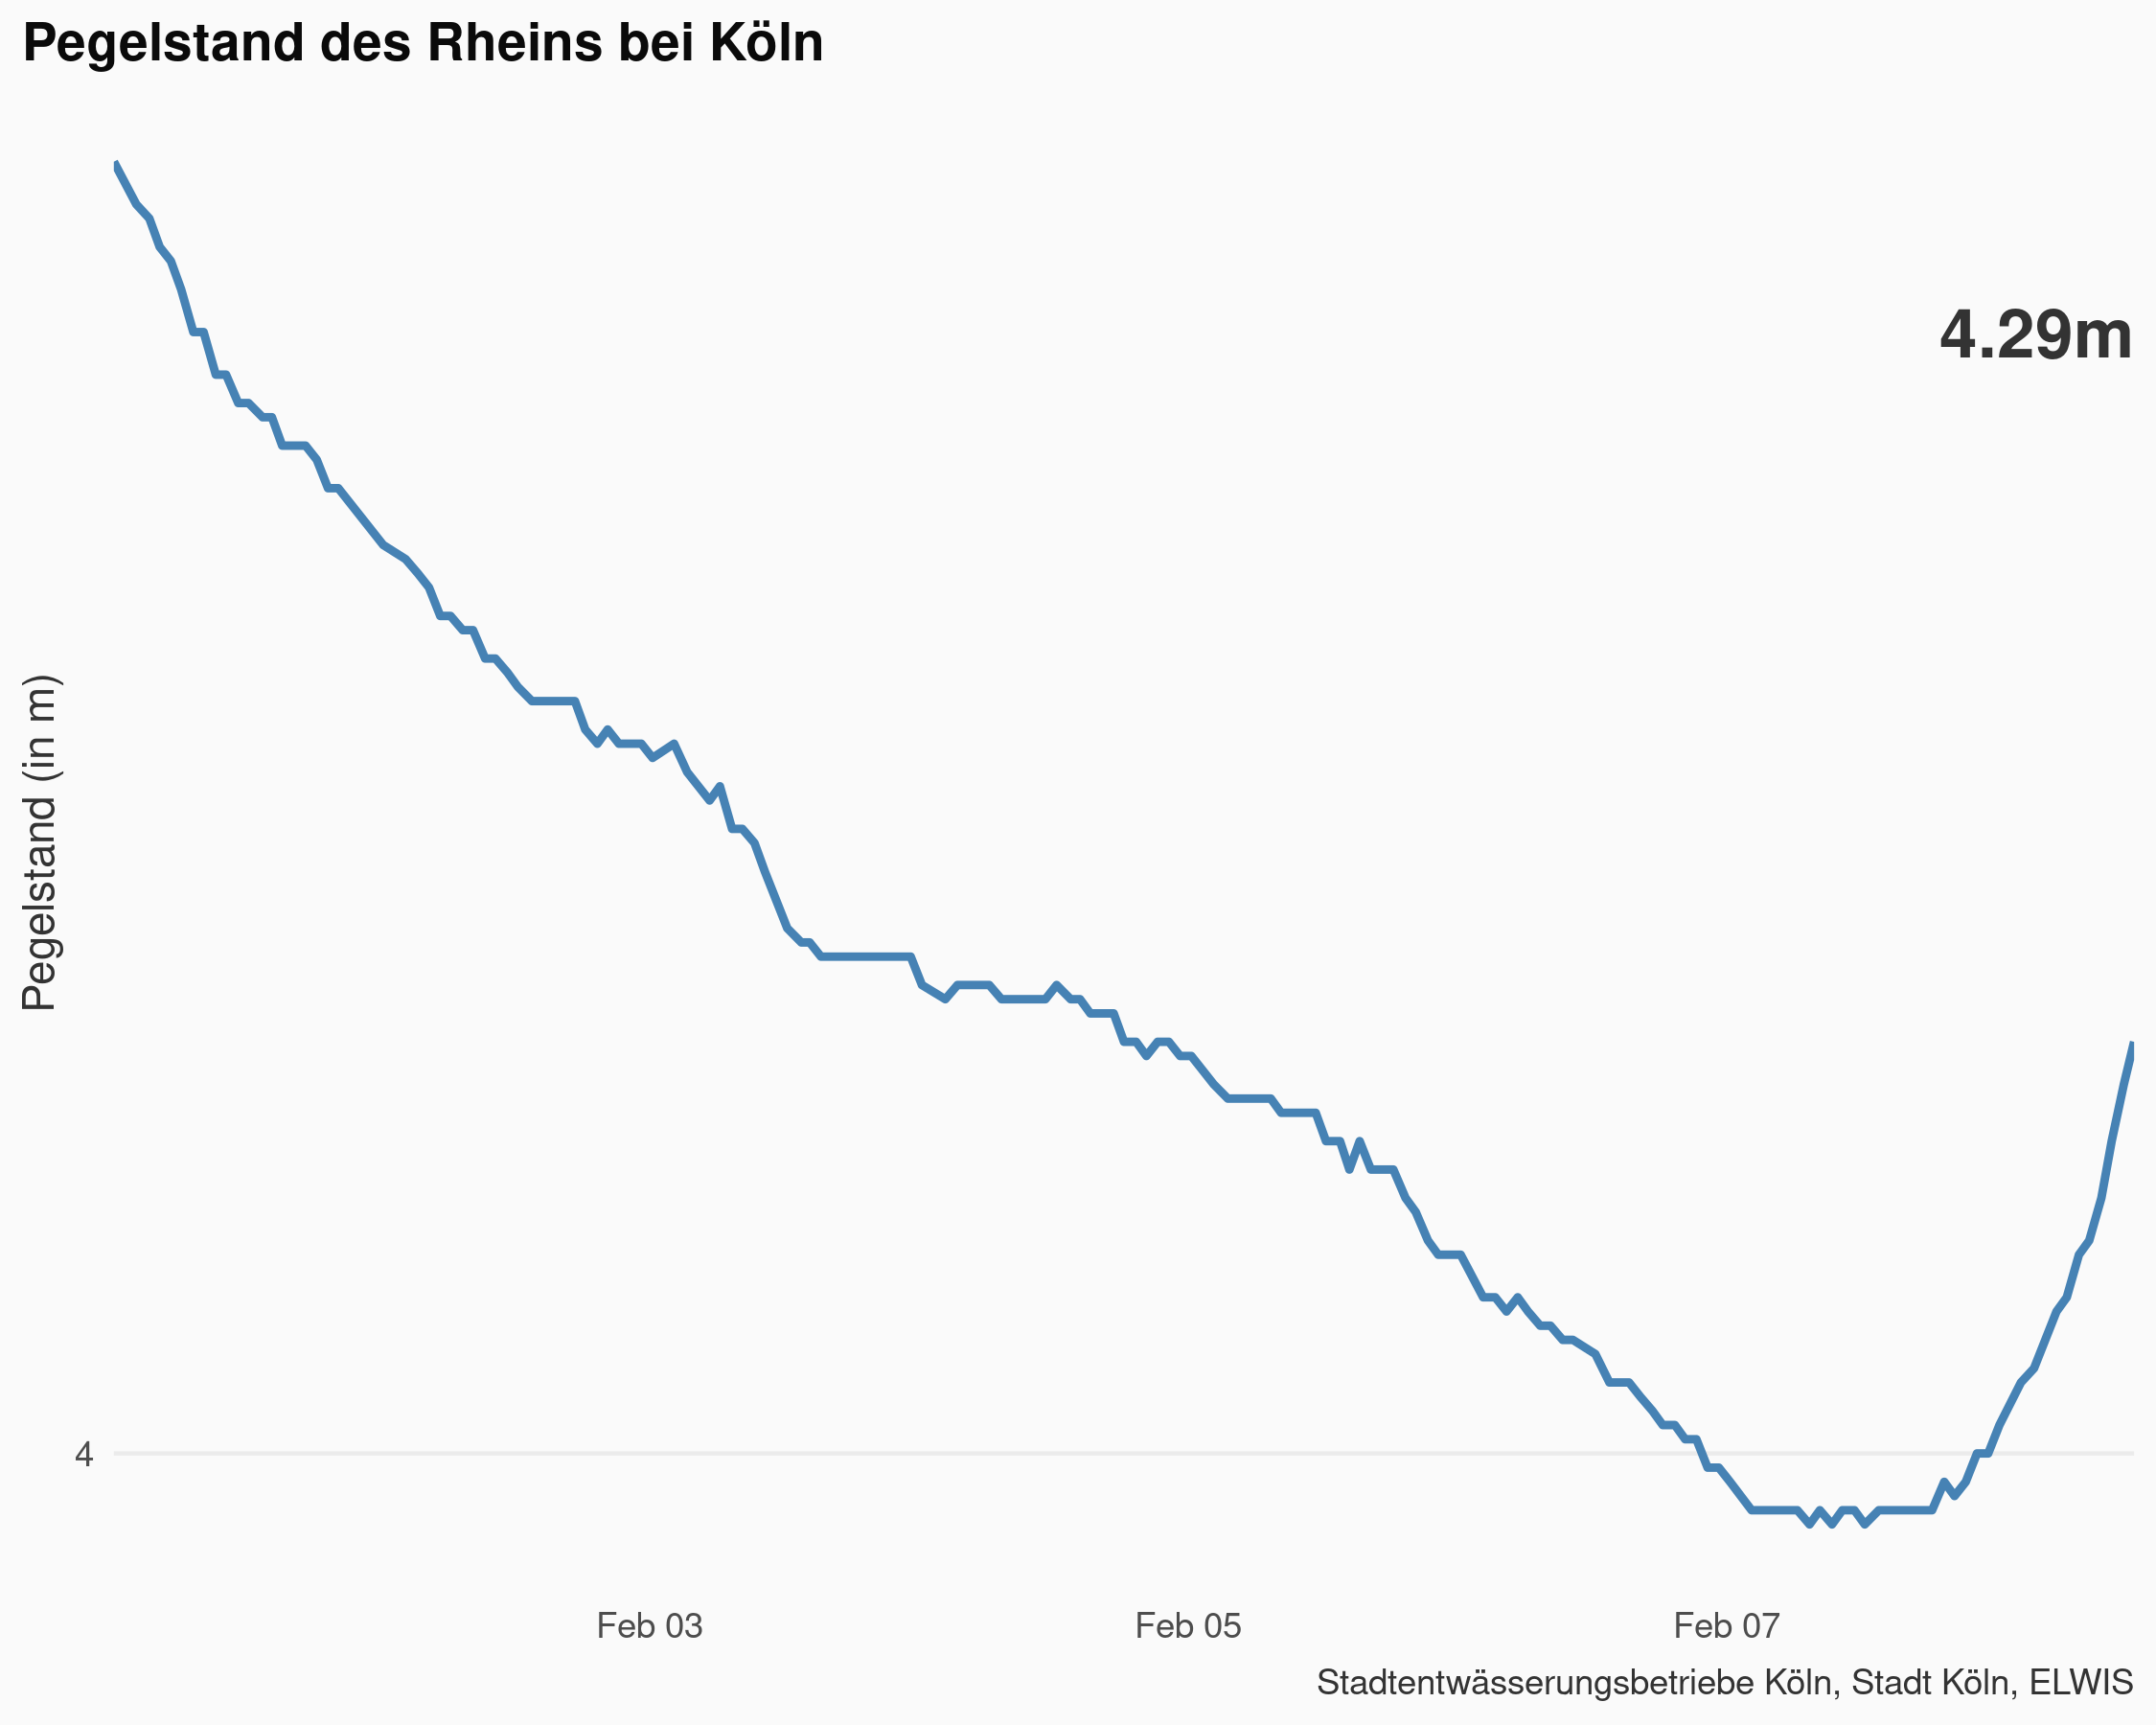 Pegelstand des Rheins bei Köln
4.29m
Pegelstand (in m)
4
Feb 03
Feb 05
Feb 07
Stadtentwässerungsbetriebe Köln, Stadt Köln, ELWIS